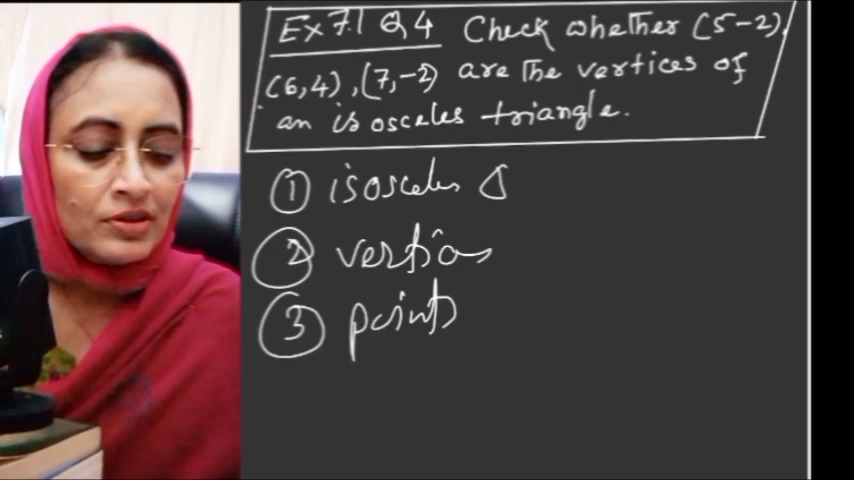 Ex 7.1 Q 4 Check whether (5-2),
(6,4), (7,-2) are the vertices of
an isosceles triangle.
① isosceles Δ
② vertices
③ points